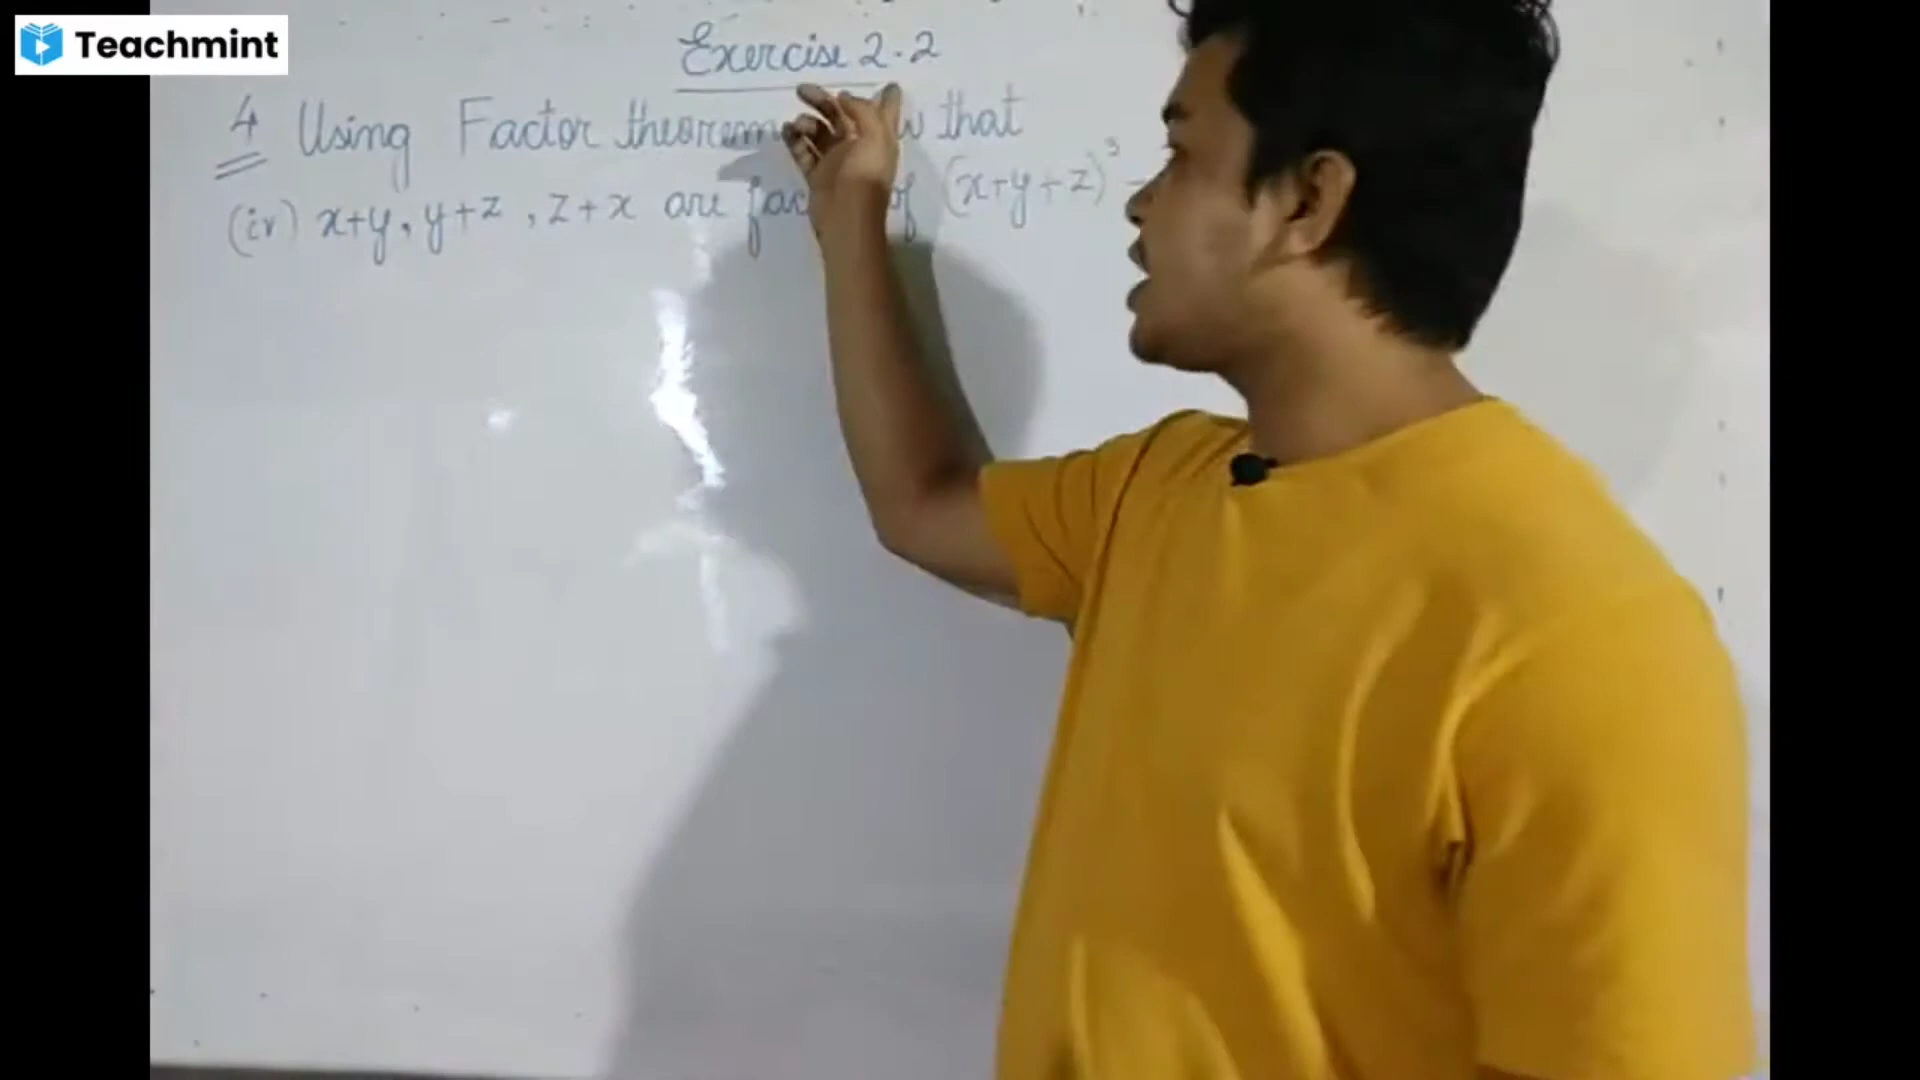 Teachmint
Exercise 2.2
4 Using Factor theorem that
(iv) x+y, y+z, z+x are of (x+y+z)³ -